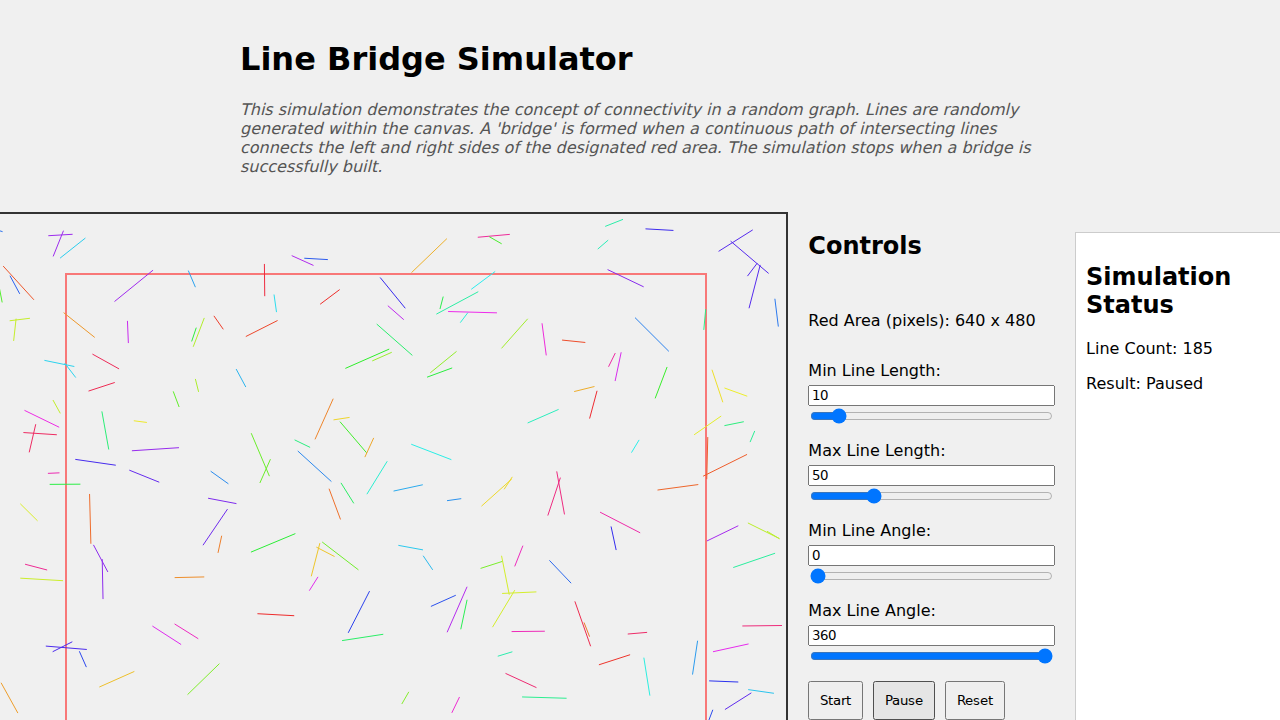 Line Bridge Simulator
This simulation demonstrates the concept of connectivity in a random graph. Lines are randomly
generated within the canvas. A 'bridge' is formed when a continuous path of intersecting lines
connects the left and right sides of the designated red area. The simulation stops when a bridge is
successfully built.
Controls
Red Area (pixels): 640 x 480
Min Line Length:
10
Max Line Length:
50
Min Line Angle:
0
Max Line Angle:
360
Start
Pause
Reset
Simulation
Status
Line Count: 185
Result: Paused